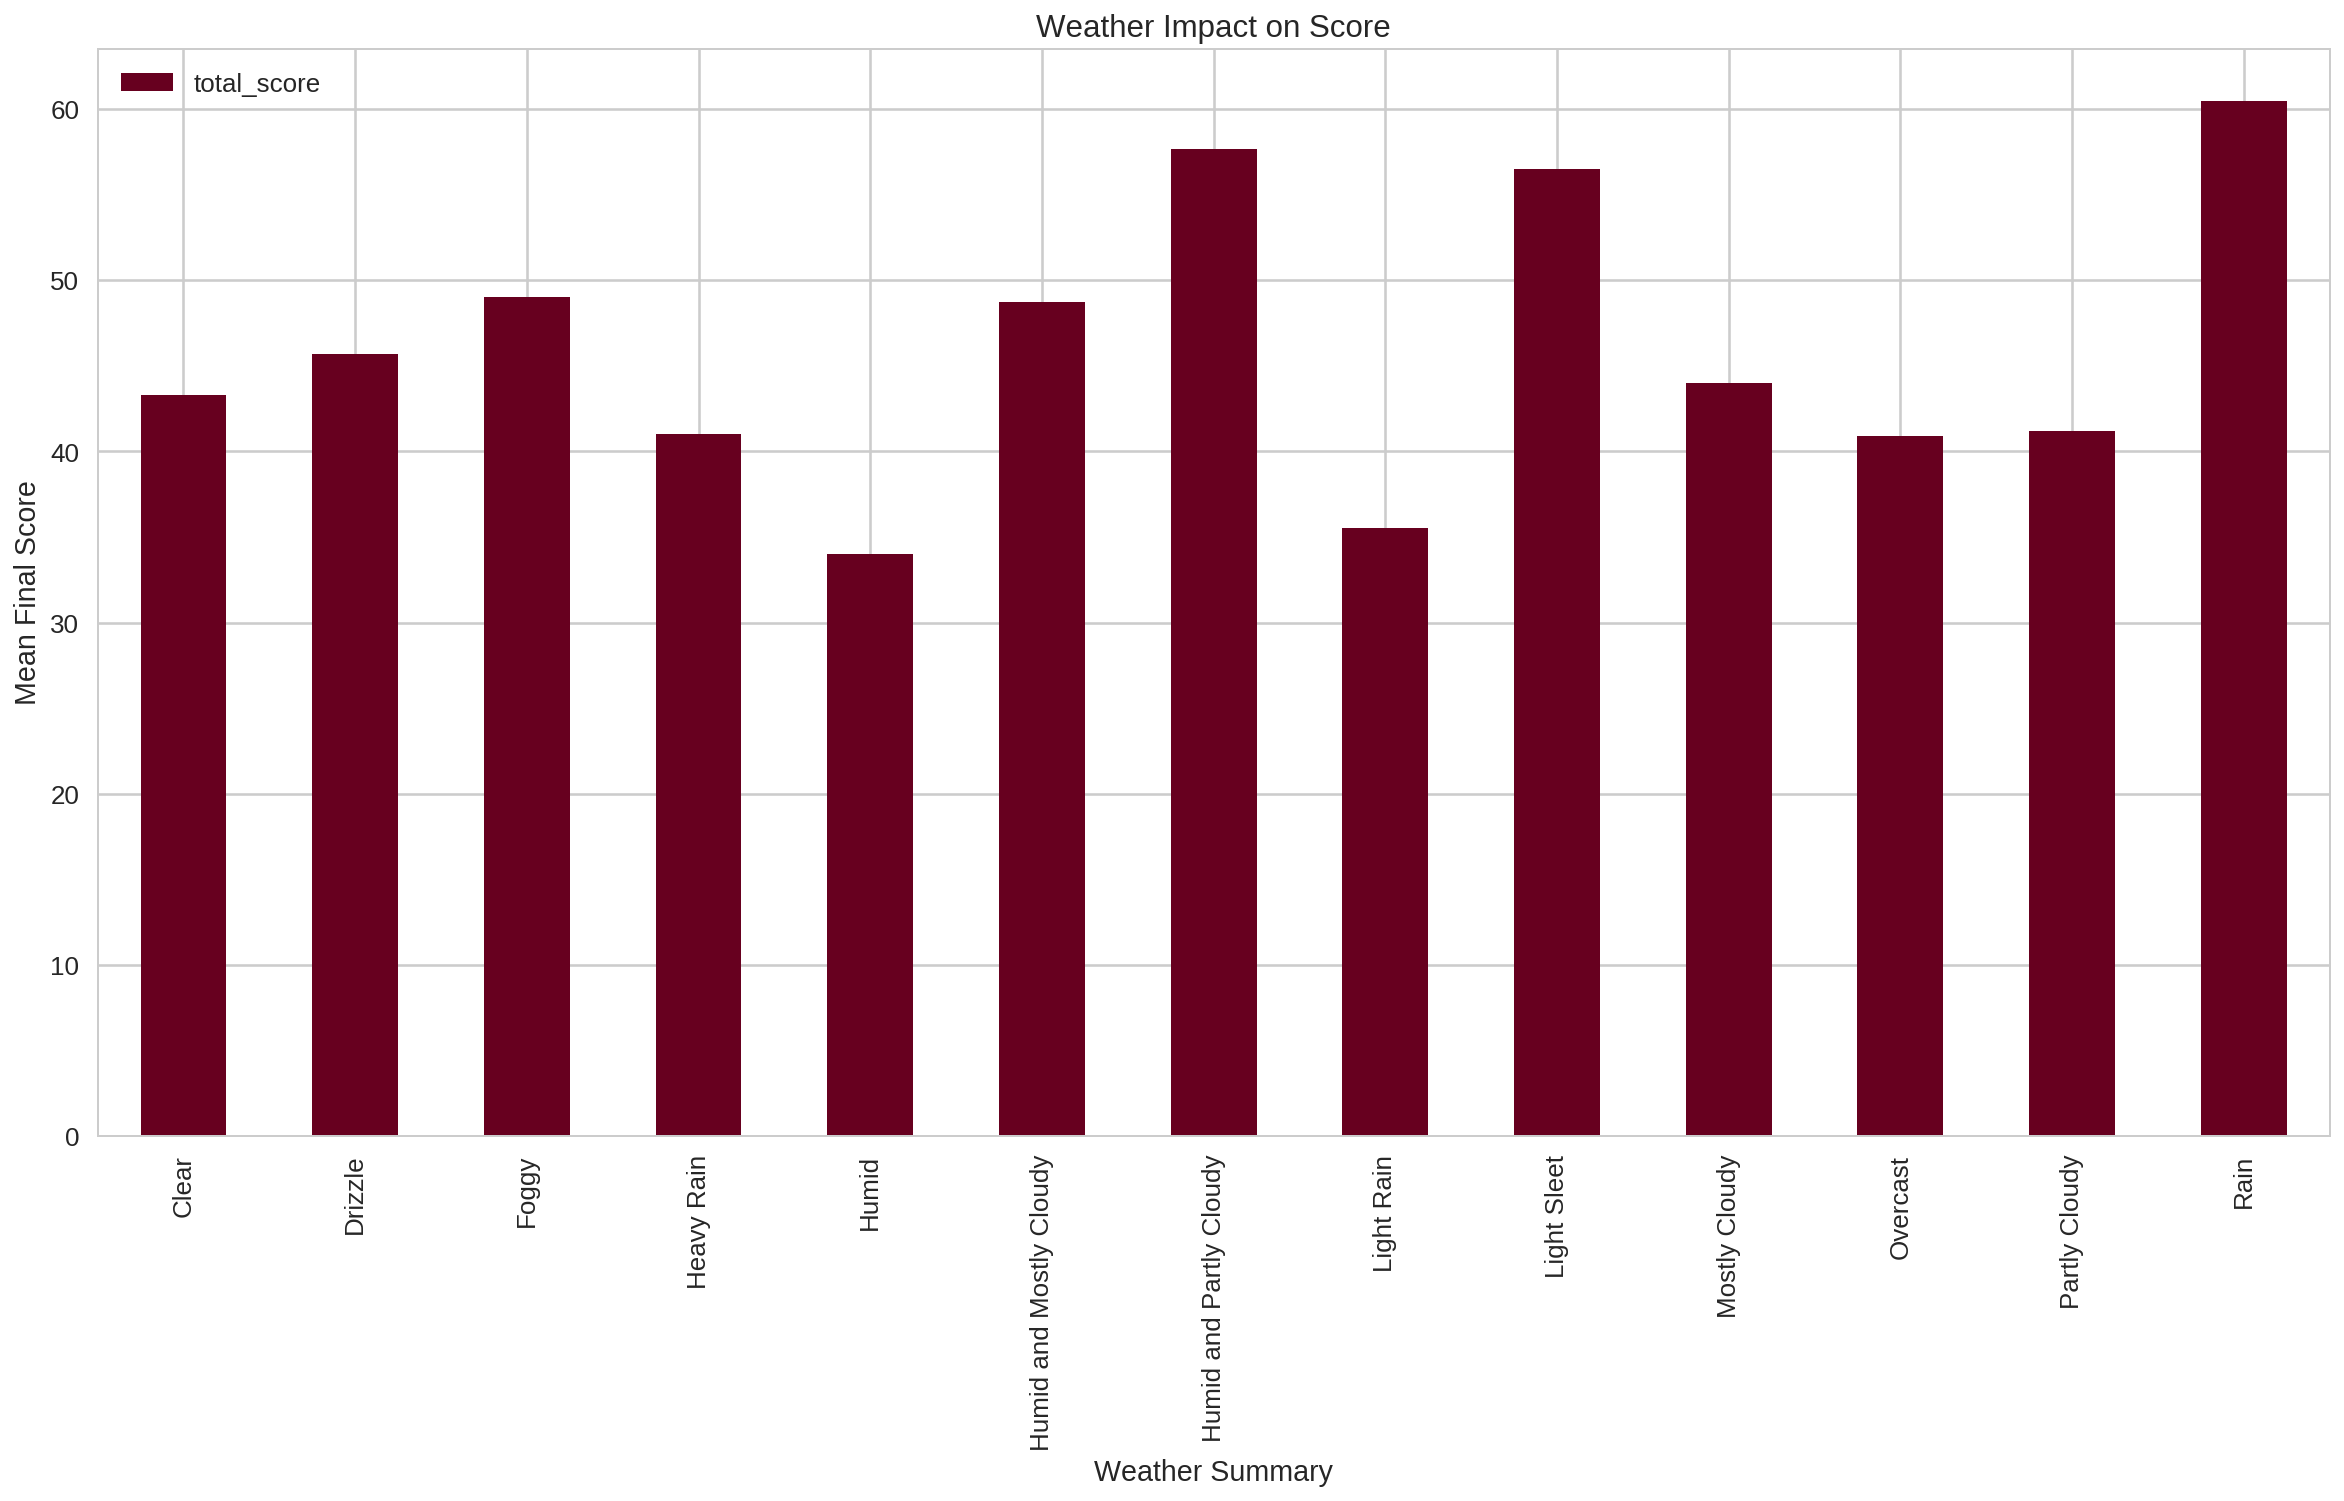 Weather Impact on Score
total_score
60
50
40
30
20
10
0
Mean Final Score
Clear
Drizzle
Foggy
Heavy Rain
Humid
Humid and Mostly Cloudy
Humid and Partly Cloudy
Light Rain
Light Sleet
Mostly Cloudy
Overcast
Partly Cloudy
Rain
Weather Summary